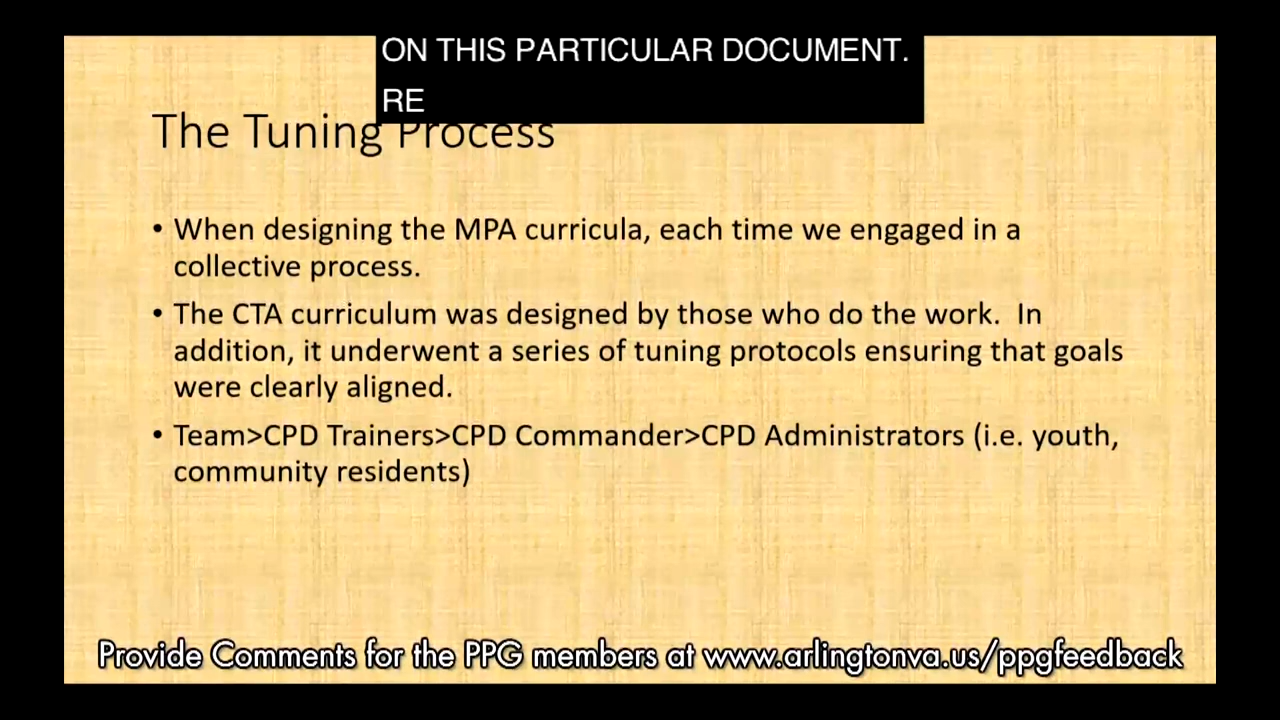 ON THIS PARTICULAR DOCUMENT.
RE
The Tuning Process
• When designing the MPA curricula, each time we engaged in a
collective process.
• The CTA curriculum was designed by those who do the work.  In
addition, it underwent a series of tuning protocols ensuring that goals
were clearly aligned.
• Team>CPD Trainers>CPD Commander>CPD Administrators (i.e. youth,
community residents)
Provide Comments for the PPG members at www.arlingtonva.us/ppgfeedback